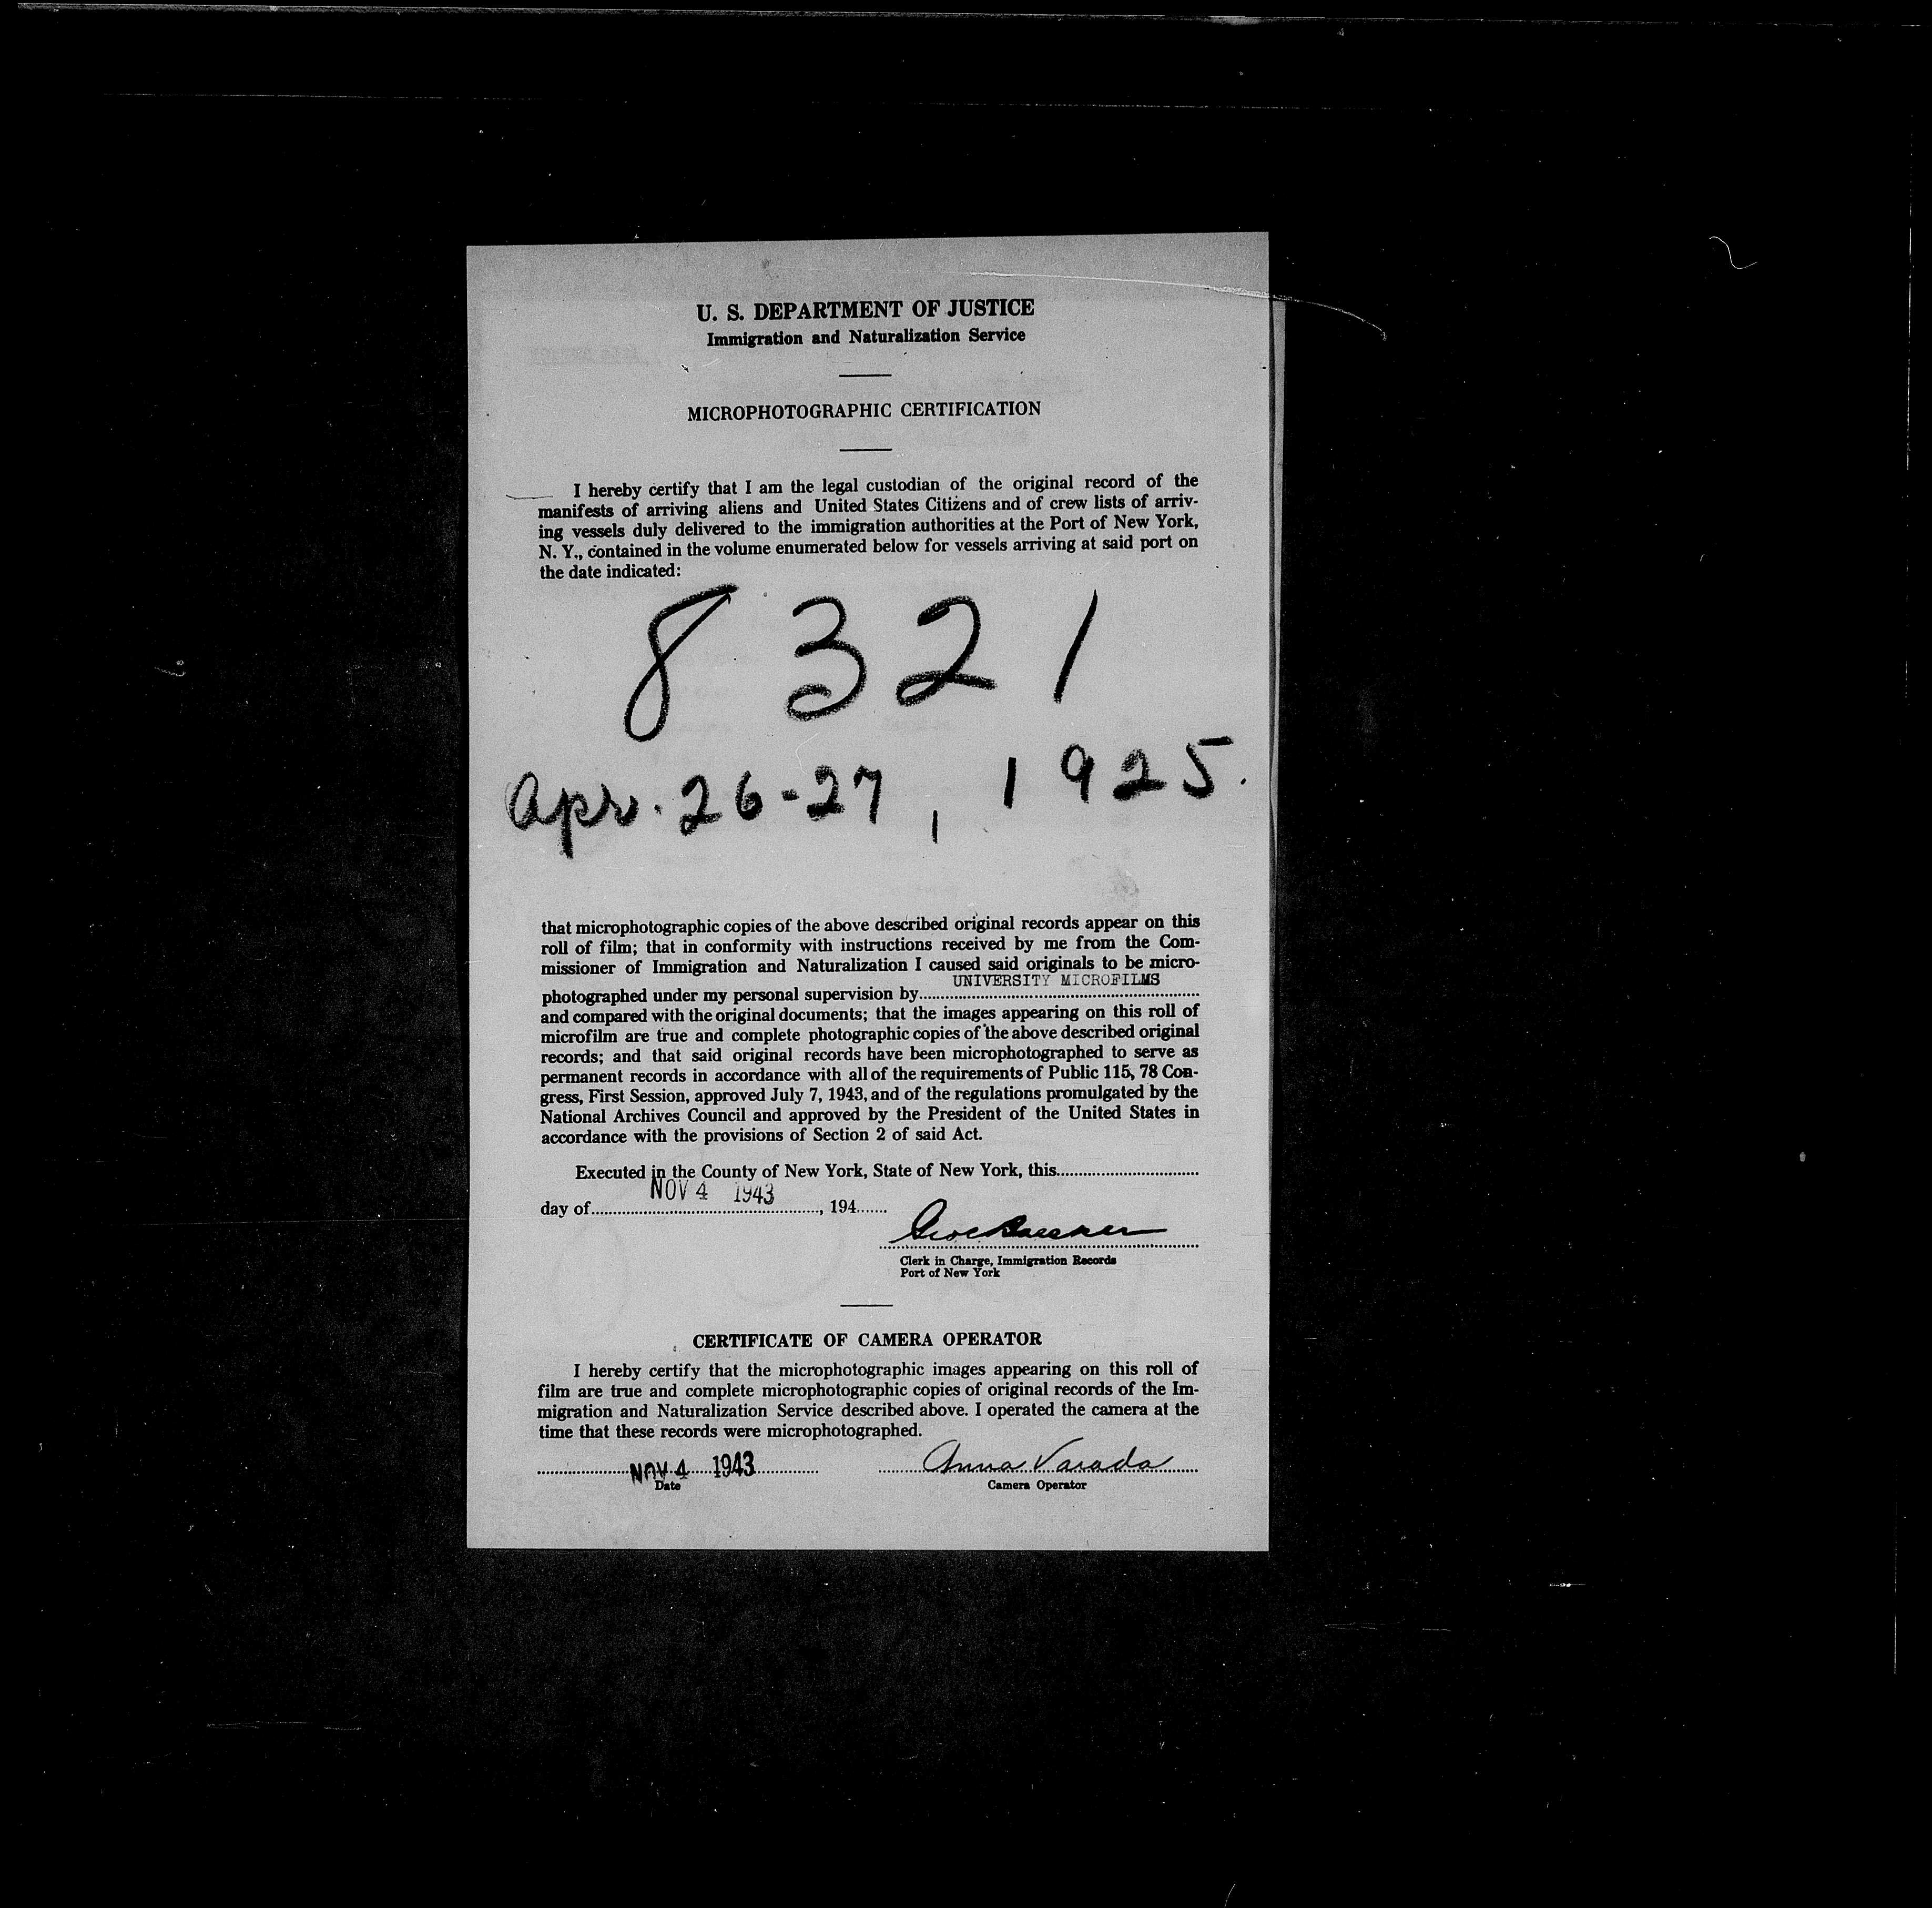 U. S. DEPARTMENT OF JUSTICE
Immigration and Naturalization Service
MICROPHOTOGRAPHIC CERTIFICATION
I hereby certify that I am the legal custodian of the original record of the
manifests of arriving aliens and United States Citizens and of crew lists of arriv-
ing vessels duly delivered to the immigration authorities at the Port of New York,
N. Y., contained in the volume enumerated below for vessels arriving at said port on
the date indicated:
8321
Apr. 26-27, 1925.
that microphotographic copies of the above described original records appear on this
roll of film; that in conformity with instructions received by me from the Com-
missioner of Immigration and Naturalization I caused said originals to be micro-
photographed under my personal supervision by UNIVERSITY MICROFILMS
and compared with the original documents; that the images appearing on this roll of
microfilm are true and complete photographic copies of the above described original
records; and that said original records have been microphotographed to serve as
permanent records in accordance with all of the requirements of Public 115, 78 Con-
gress, First Session, approved July 7, 1943, and of the regulations promulgated by the
National Archives Council and approved by the President of the United States in
accordance with the provisions of Section 2 of said Act.
Executed in the County of New York, State of New York, this
day of NOV 4 1943, 194
Clerk in Charge, Immigration Records
Port of New York
CERTIFICATE OF CAMERA OPERATOR
I hereby certify that the microphotographic images appearing on this roll of
film are true and complete microphotographic copies of original records of the Im-
migration and Naturalization Service described above. I operated the camera at the
time that these records were microphotographed.
NOV 4 1943 Anna Varada
Date Camera Operator